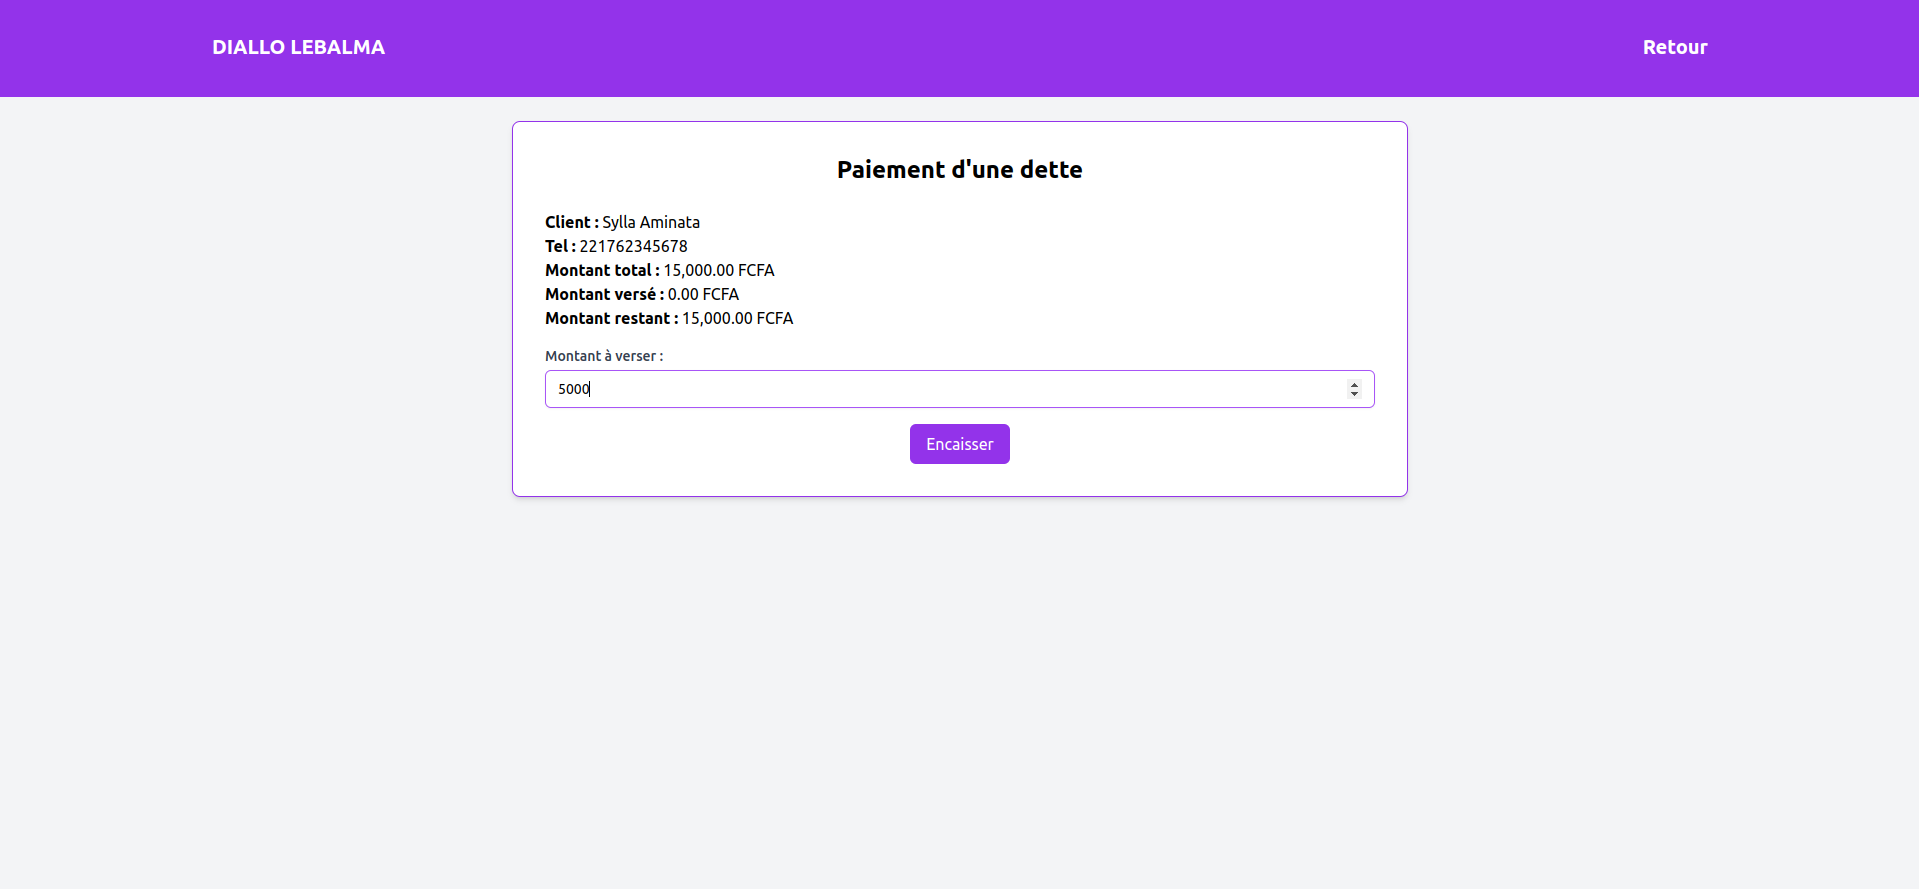 DIALLO LEBALMA
Retour
Paiement d'une dette
Client : Sylla Aminata
Tel : 221762345678
Montant total : 15,000.00 FCFA
Montant versé : 0.00 FCFA
Montant restant : 15,000.00 FCFA
Montant à verser :
5000
Encaisser